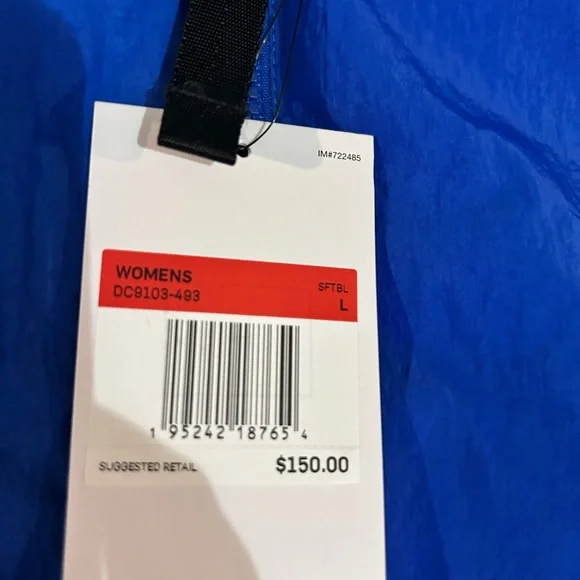 IM#722485
WOMENS
DC9103-493
SFTBL
L
1 95242 18765 4
SUGGESTED RETAIL $150.00